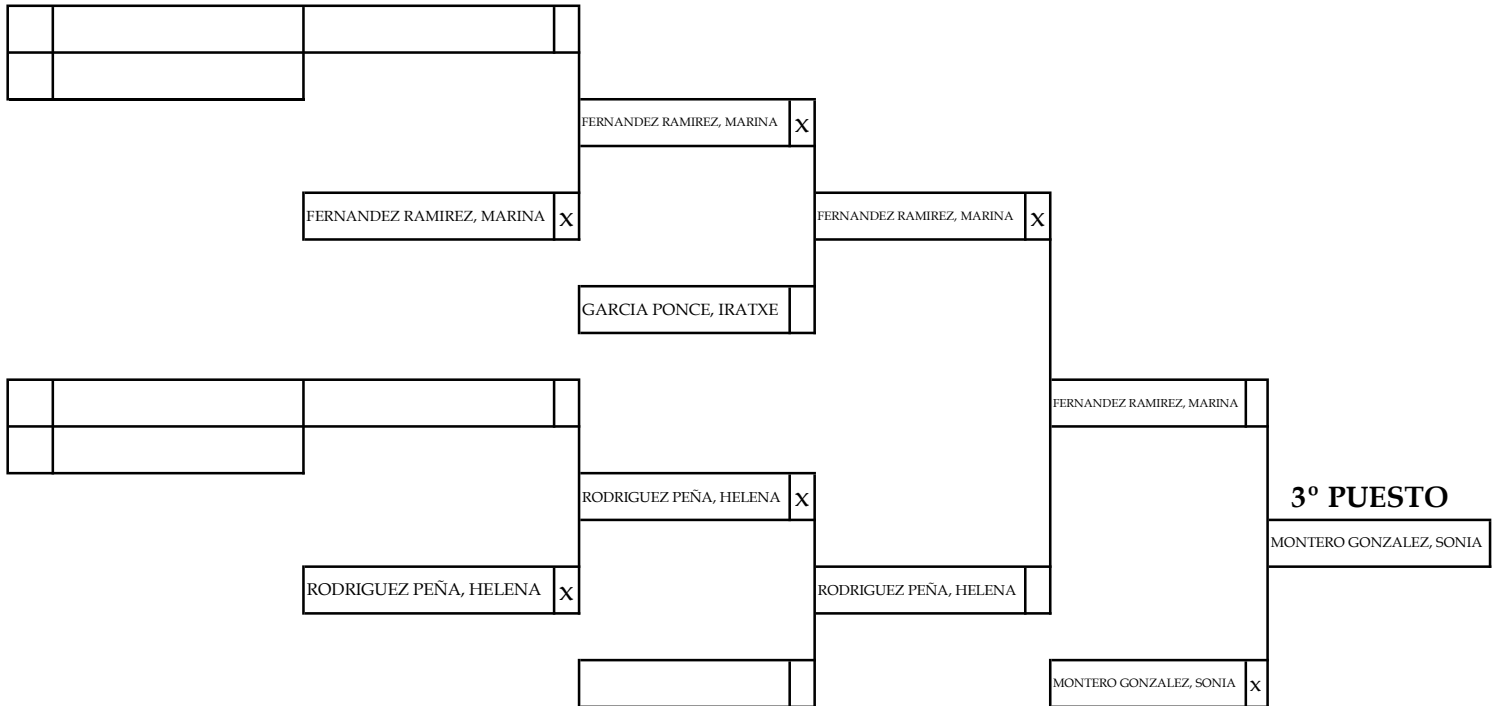 FERNANDEZ RAMIREZ, MARINA x
FERNANDEZ RAMIREZ, MARINA x
FERNANDEZ RAMIREZ, MARINA x
GARCIA PONCE, IRATXE
FERNANDEZ RAMIREZ, MARINA
RODRIGUEZ PEÑA, HELENA x
3º PUESTO
MONTERO GONZALEZ, SONIA
RODRIGUEZ PEÑA, HELENA x
RODRIGUEZ PEÑA, HELENA
MONTERO GONZALEZ, SONIA x